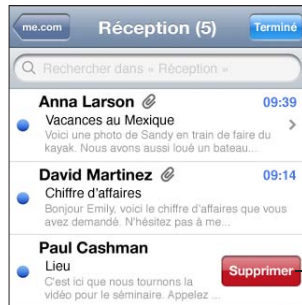 me.com
Réception (5)
Terminé
Rechercher dans « Réception »
Anna Larson
09:39
Vacances au Mexique
Voici une photo de Sandy en train de faire du
kayak. Nous avons aussi loué un bateau...
David Martinez
09:14
Chiffre d'affaires
Bonjour Emily, voici le chiffre d'affaires que vous
avez demandé. N'hésitez pas à me...
Paul Cashman
Lieu
Supprimer
C'est ici que nous tournons la
vidéo pour le séminaire. Appelez ...